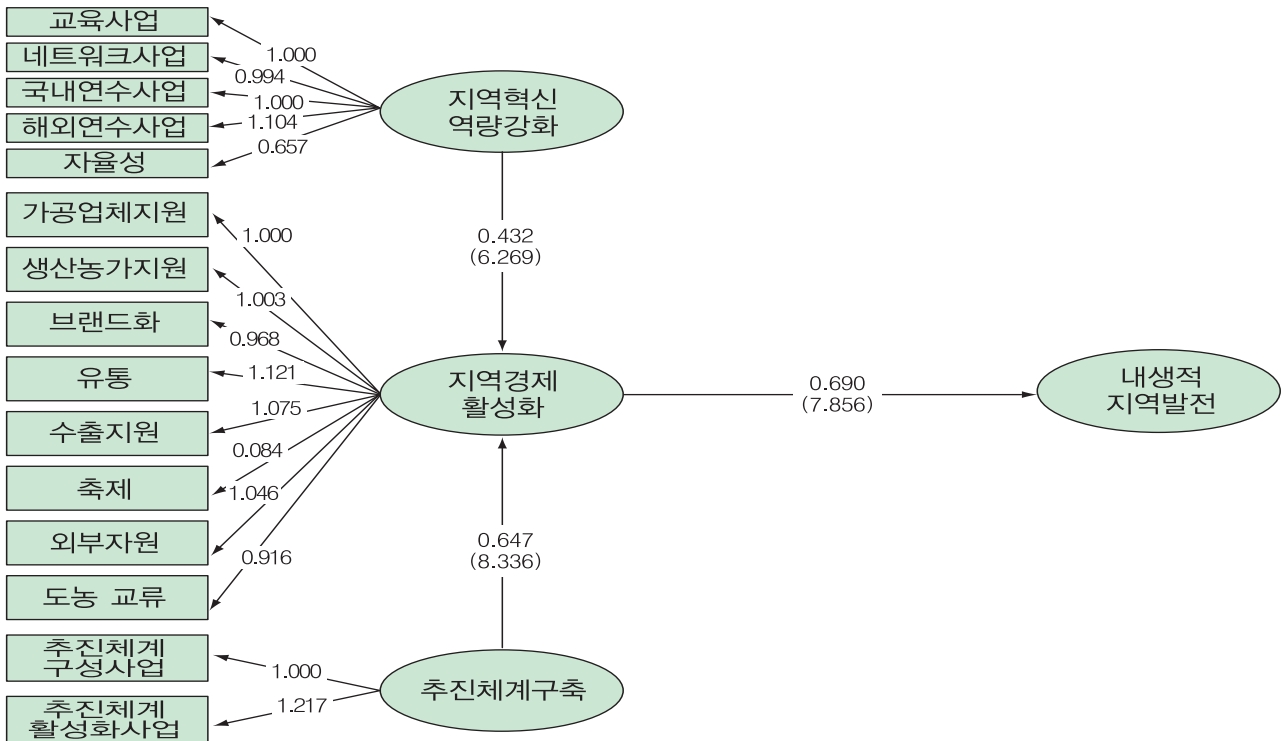 교육사업
네트워크사업
국내연수사업
해외연수사업
자율성
1.000
0.994
1.000
1.104
0.657
지역혁신
역량강화
가공업체지원
생산농가지원
브랜드화
유통
수출지원
축제
외부자원
도농 교류
1.000
1.003
0.968
1.121
1.075
0.084
1.046
0.916
0.432
(6.269)
지역경제
활성화
0.690
(7.856)
내생적
지역발전
0.647
(8.336)
추진체계
구성사업
추진체계
활성화사업
1.000
1.217
추진체계구축